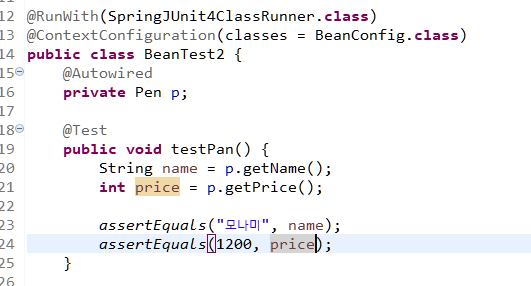 12 @RunWith(SpringJUnit4ClassRunner.class)
13 @ContextConfiguration(classes = BeanConfig.class)
14 public class BeanTest2 {
15 @Autowired
16 private Pen p;
17
18 @Test
19 public void testPan() {
20 String name = p.getName();
21 int price = p.getPrice();
22
23 assertEquals("모나미", name);
24 assertEquals(1200, price);
25 }